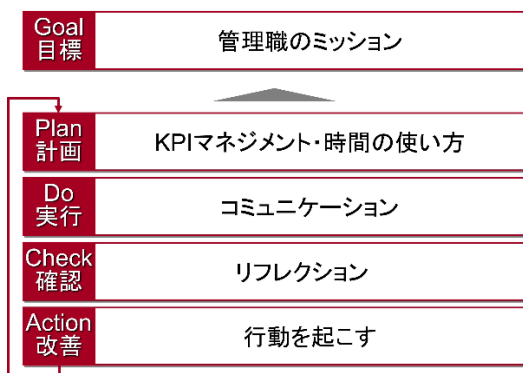 Goal
目標
管理職のミッション
Plan
計画
KPIマネジメント・時間の使い方
Do
実行
コミュニケーション
Check
確認
リフレクション
Action
改善
行動を起こす